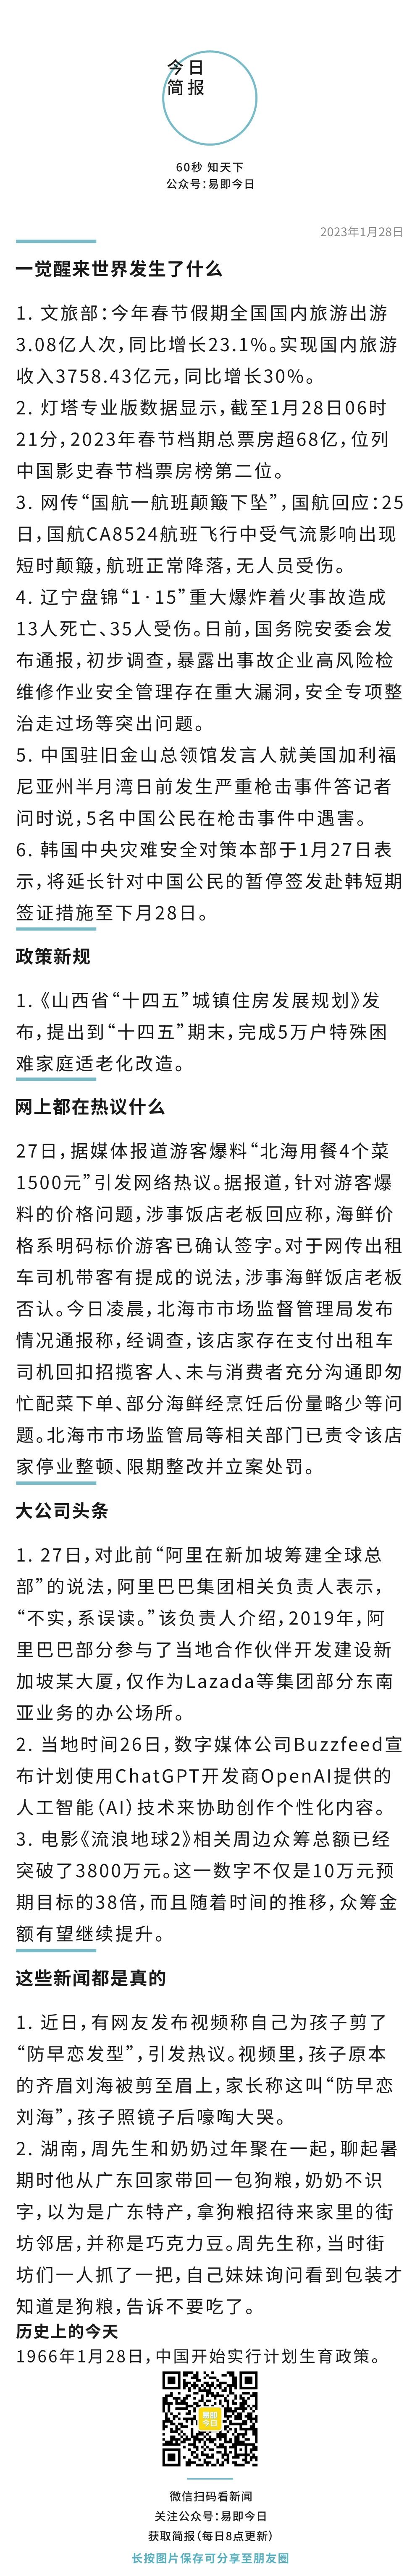 今日
简报
60秒 知天下
公众号：易即今日
2023年1月28日
一觉醒来世界发生了什么
1. 文旅部：今年春节假期全国国内旅游出游
3.08亿人次，同比增长23.1%。实现国内旅游
收入3758.43亿元，同比增长30%。
2. 灯塔专业版数据显示，截至1月28日06时
21分，2023年春节档期总票房超68亿，位列
中国影史春节档票房榜第二位。
3. 网传“国航一航班颠簸下坠”，国航回应：25
日，国航CA8524航班飞行中受气流影响出现
短时颠簸，航班正常降落，无人员受伤。
4. 辽宁盘锦“1·15”重大爆炸着火事故造成
13人死亡、35人受伤。日前，国务院安委会发
布通报，初步调查，暴露出事故企业高风险检
维修作业安全管理存在重大漏洞，安全专项整
治走过场等突出问题。
5. 中国驻旧金山总领馆发言人就美国加利福
尼亚州半月湾日前发生严重枪击事件答记者
问时说，5名中国公民在枪击事件中遇害。
6. 韩国中央灾难安全对策本部于1月27日表
示，将延长针对中国公民的暂停签发赴韩短期
签证措施至下月28日。
政策新规
1.《山西省“十四五”城镇住房发展规划》发
布，提出到“十四五”期末，完成5万户特殊困
难家庭适老化改造。
网上都在热议什么
27日，据媒体报道游客爆料“北海用餐4个菜
1500元”引发网络热议。据报道，针对游客爆
料的价格问题，涉事饭店老板回应称，海鲜价
格系明码标价游客已确认签字。对于网传出租
车司机带客有提成的说法，涉事海鲜饭店老板
否认。今日凌晨，北海市市场监督管理局发布
情况通报称，经调查，该店家存在支付出租车
司机回扣招揽客人、未与消费者充分沟通即匆
忙配菜下单、部分海鲜经烹饪后份量略少等问
题。北海市市场监管局等相关部门已责令该店
家停业整顿、限期整改并立案处罚。
大公司头条
1. 27日，对此前“阿里在新加坡筹建全球总
部”的说法，阿里巴巴集团相关负责人表示，
“不实，系误读。”该负责人介绍，2019年，阿
里巴巴部分参与了当地合作伙伴开发建设新
加坡某大厦，仅作为Lazada等集团部分东南
亚业务的办公场所。
2. 当地时间26日，数字媒体公司Buzzfeed宣
布计划使用ChatGPT开发商OpenAI提供的
人工智能（AI）技术来协助创作个性化内容。
3. 电影《流浪地球2》相关周边众筹总额已经
突破了3800万元。这一数字不仅是10万元预
期目标的38倍，而且随着时间的推移，众筹金
额有望继续提升。
这些新闻都是真的
1. 近日，有网友发布视频称自己为孩子剪了
“防早恋发型”，引发热议。视频里，孩子原本
的齐眉刘海被剪至眉上，家长称这叫“防早恋
刘海”，孩子照镜子后嚎啕大哭。
2. 湖南，周先生和奶奶过年聚在一起，聊起暑
期时他从广东回家带回一包狗粮，奶奶不识
字，以为是广东特产，拿狗粮招待来家里的街
坊邻居，并称是巧克力豆。周先生称，当时街
坊们一人抓了一把，自己妹妹询问看到包装才
知道是狗粮，告诉不要吃了。
历史上的今天
1966年1月28日，中国开始实行计划生育政策。
易即
今日
微信扫码看新闻
关注公众号：易即今日
获取简报（每日8点更新）
长按图片保存可分享至朋友圈